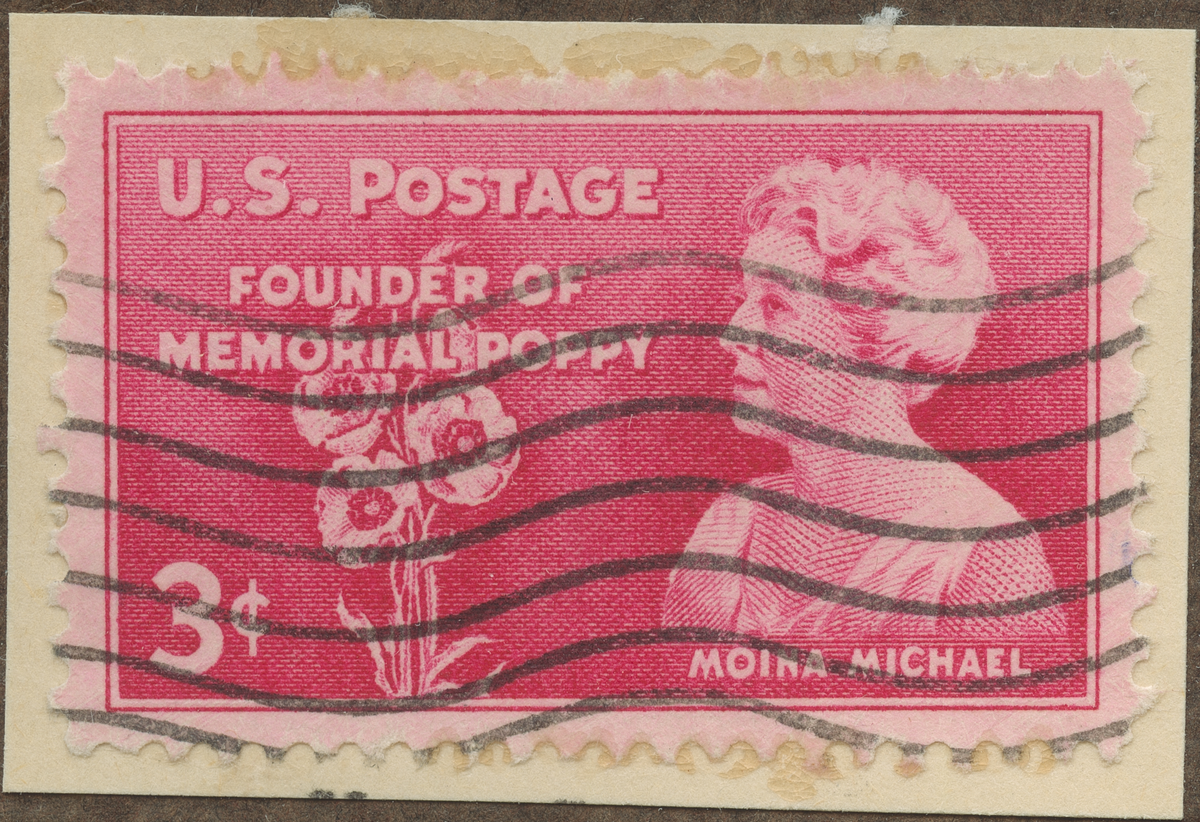 U.S. POSTAGE
FOUNDER OF
MEMORIAL POPPY
3¢
MOINA MICHAEL